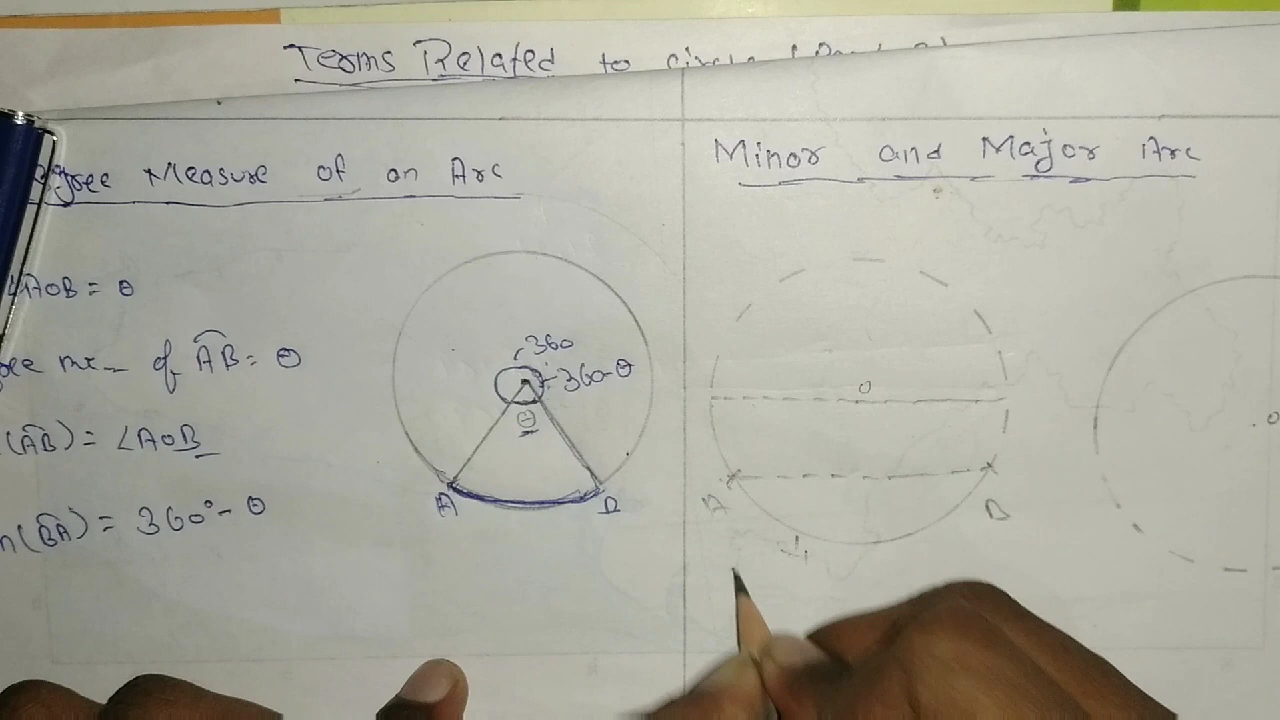 Terms Related to circle
Degree Measure of an Arc
∠AOB = θ
of AB = θ
(AB) = ∠AOB
m(BA) = 360° - θ
360
360-θ
θ
A
B
Minor and Major Arc
O
A
B
O